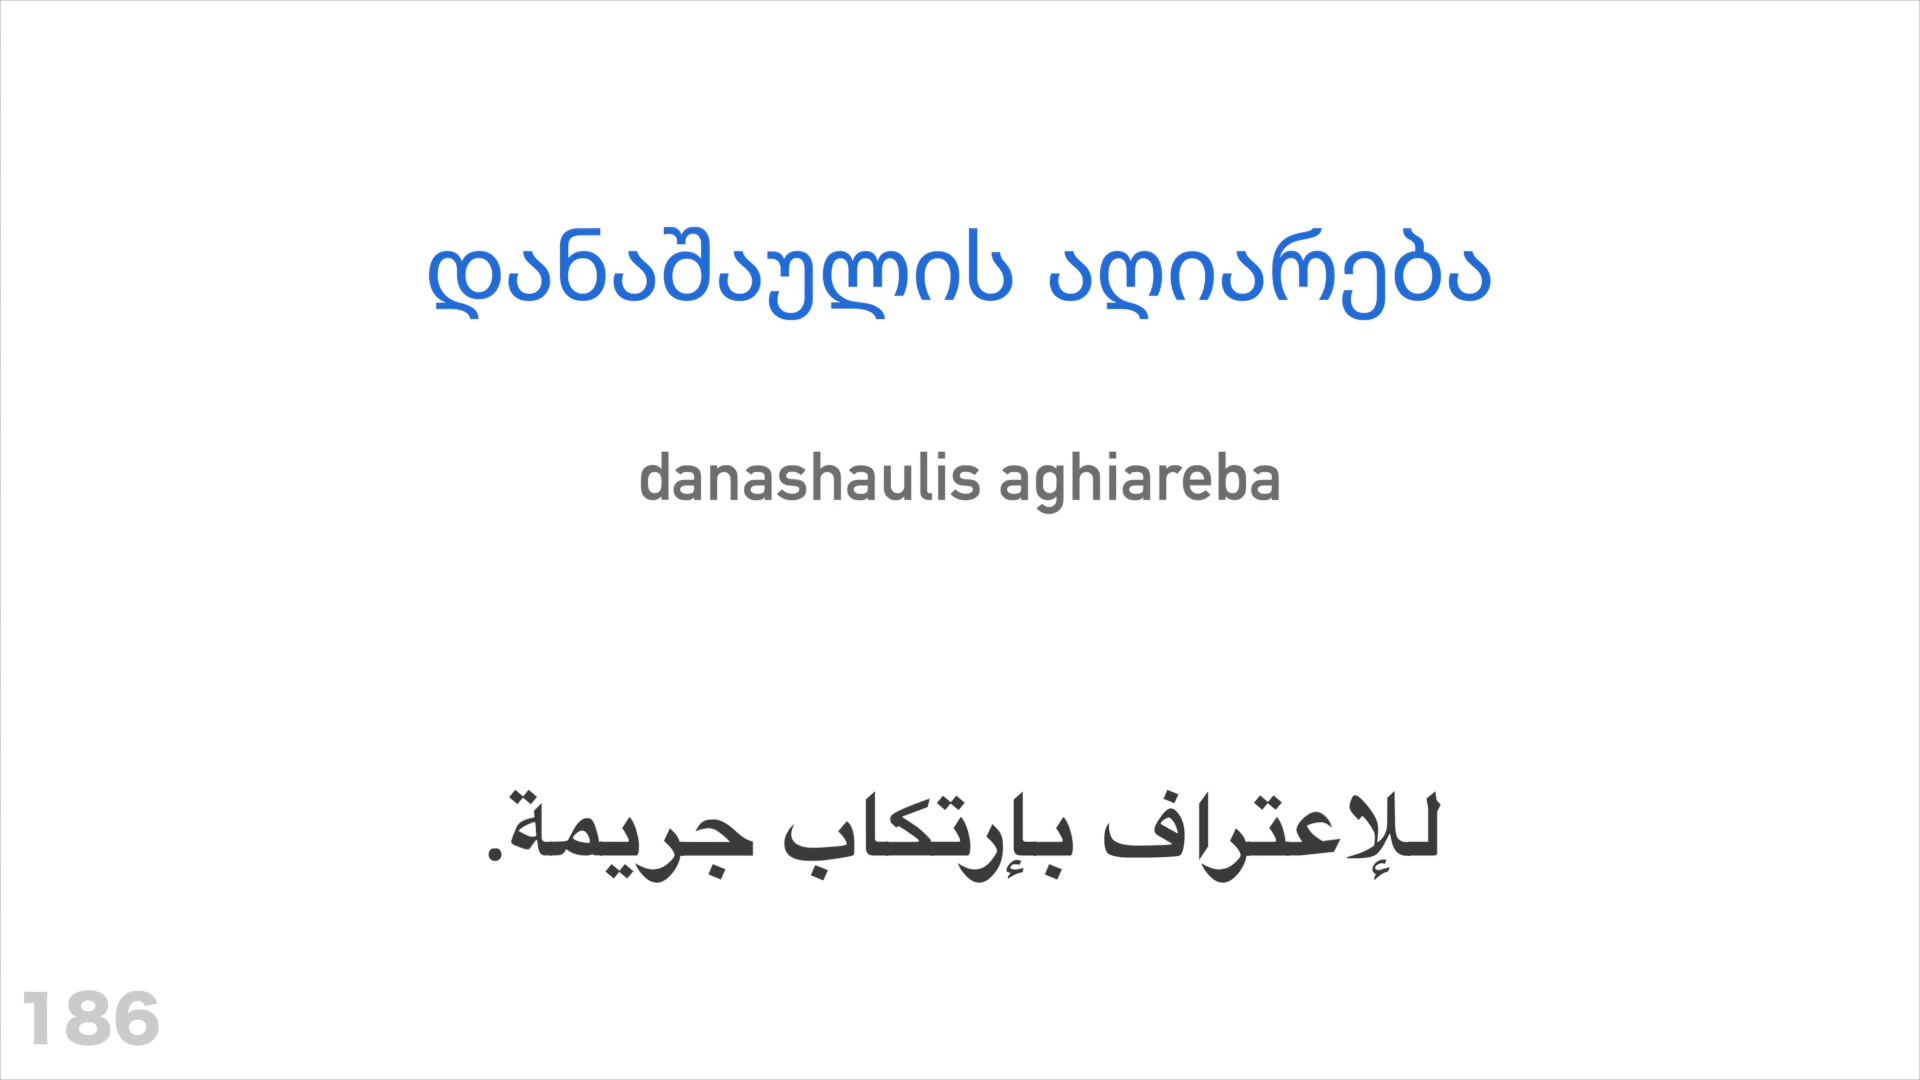 დანაშაულის აღიარება
danashaulis aghiareba
للإعتراف بإرتكاب جريمة.
186